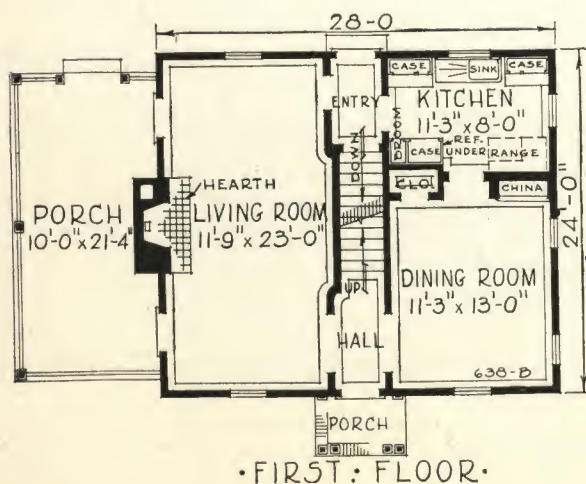 28-0
CASE
SINK
CASE
ENTRY
KITCHEN
11'-3" x 8'-0"
BROOM
CASE
REF. UNDER
RANGE
DOWN
HEARTH
CLO
CHINA
24'-0"
PORCH
10'-0" x 21'-4"
LIVING ROOM
11'-9" x 23'-0"
DINING ROOM
11'-3" x 13'-0"
UP
HALL
638-B
PORCH
·FIRST·FLOOR·